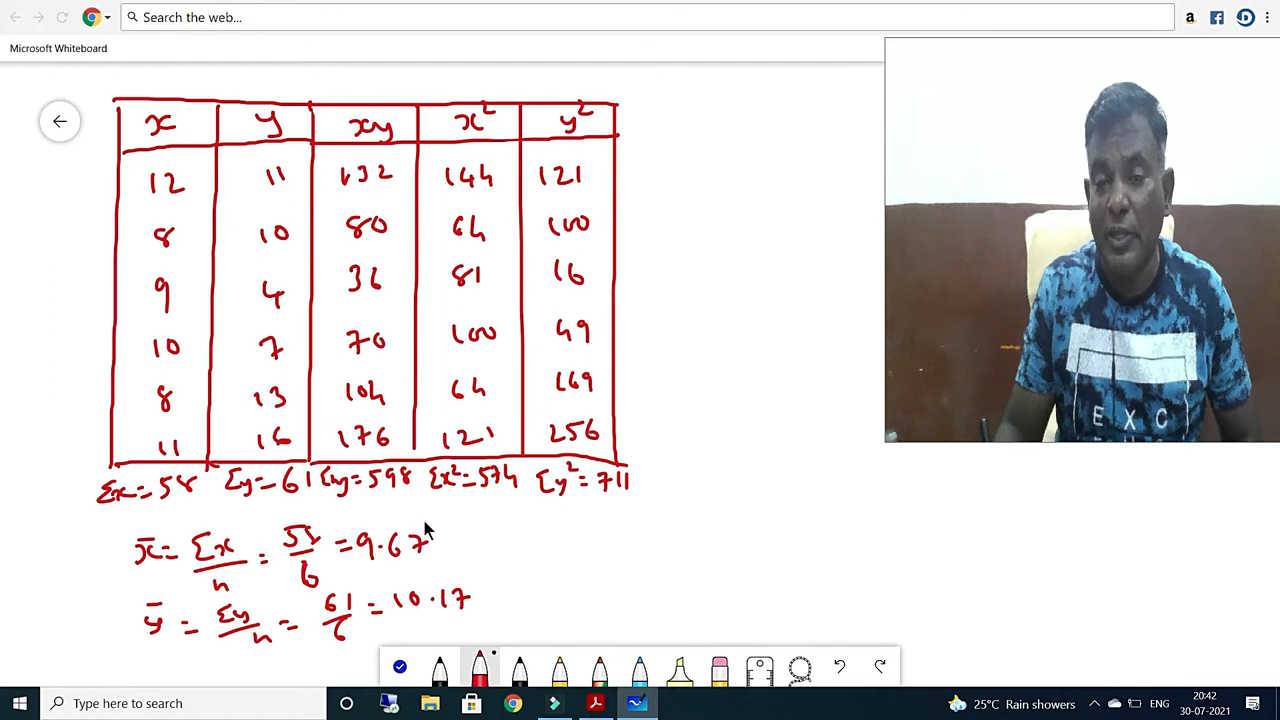 Search the web...
Microsoft Whiteboard
x y xy x² y²
12 11 132 144 121
8 10 80 64 100
9 4 36 81 16
10 7 70 100 49
8 13 104 64 169
11 16 176 121 256
Σx=58 Σy=61 Σxy=598 Σx²=574 Σy²=711
x̄ = Σx/n = 58/6 = 9.67
ȳ = Σy/n = 61/6 = 10.17
EXC
Type here to search
25°C Rain showers
ENG
20:42
30-07-2021